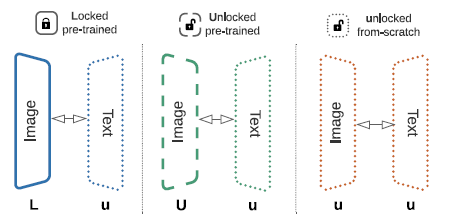 Locked
pre-trained
Unlocked
pre-trained
unlocked
from-scratch
Image
Text
Image
Text
Image
Text
L
u
U
u
u
u